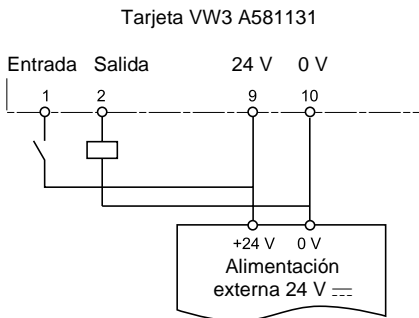 Tarjeta VW3 A581131
Entrada Salida 24 V 0 V
1 2 9 10
+24 V 0 V
Alimentación
externa 24 V ⎓